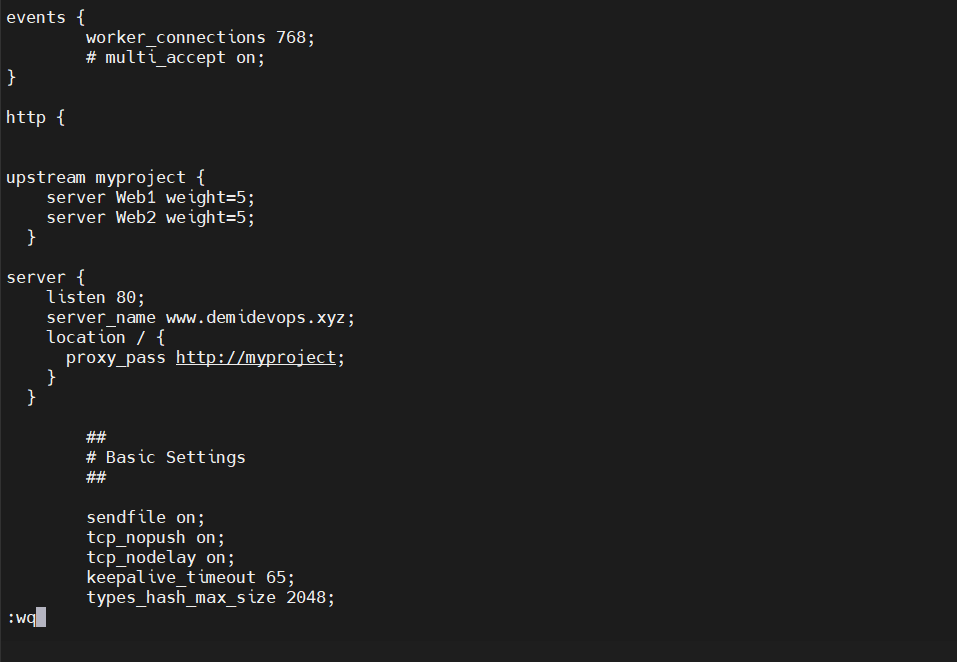 events {
        worker_connections 768;
        # multi_accept on;
}
http {
upstream myproject {
    server Web1 weight=5;
    server Web2 weight=5;
  }
server {
    listen 80;
    server_name www.demidevops.xyz;
    location / {
      proxy_pass http://myproject;
    }
  }
        ##
        # Basic Settings
        ##
        sendfile on;
        tcp_nopush on;
        tcp_nodelay on;
        keepalive_timeout 65;
        types_hash_max_size 2048;
:wq